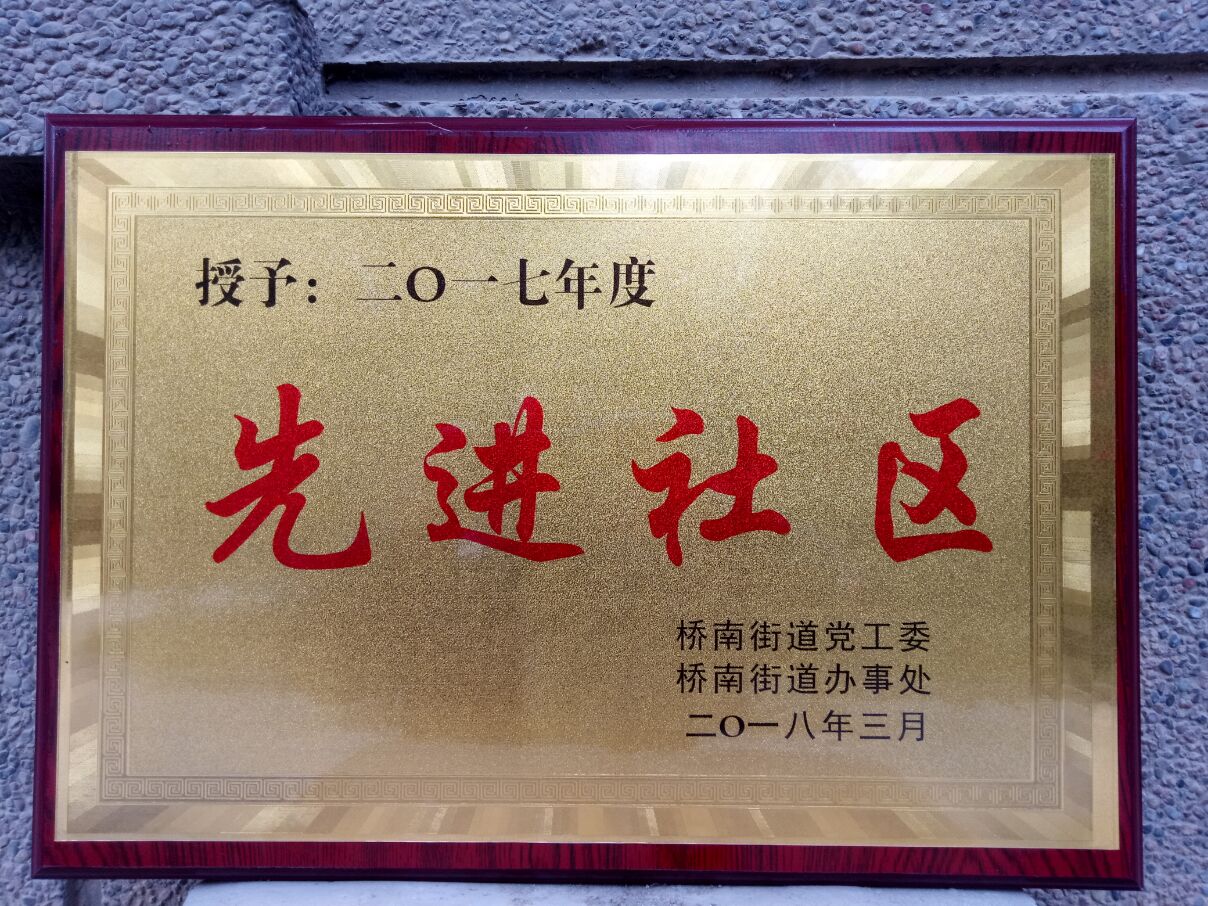 授予：二O一七年度
先进社区
桥南街道党工委
桥南街道办事处
二O一八年三月